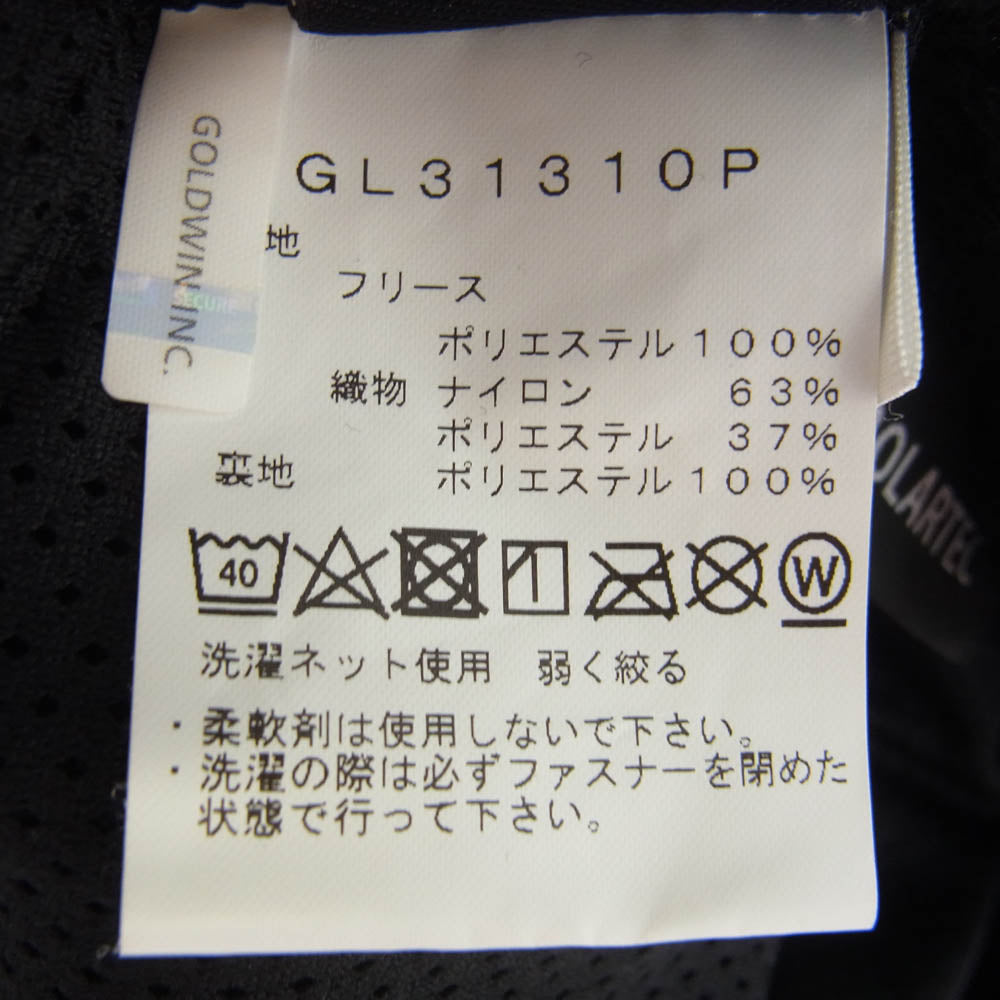 GOLDWIN INC.
SECURE
ＧＬ３１３１０Ｐ
地
フリース
ポリエステル１００％
織物 ナイロン ６３％
ポリエステル ３７％
裏地 ポリエステル１００％
40
W
洗濯ネット使用 弱く絞る
・柔軟剤は使用しないで下さい。
・洗濯の際は必ずファスナーを閉めた
状態で行って下さい。
OLARTEC